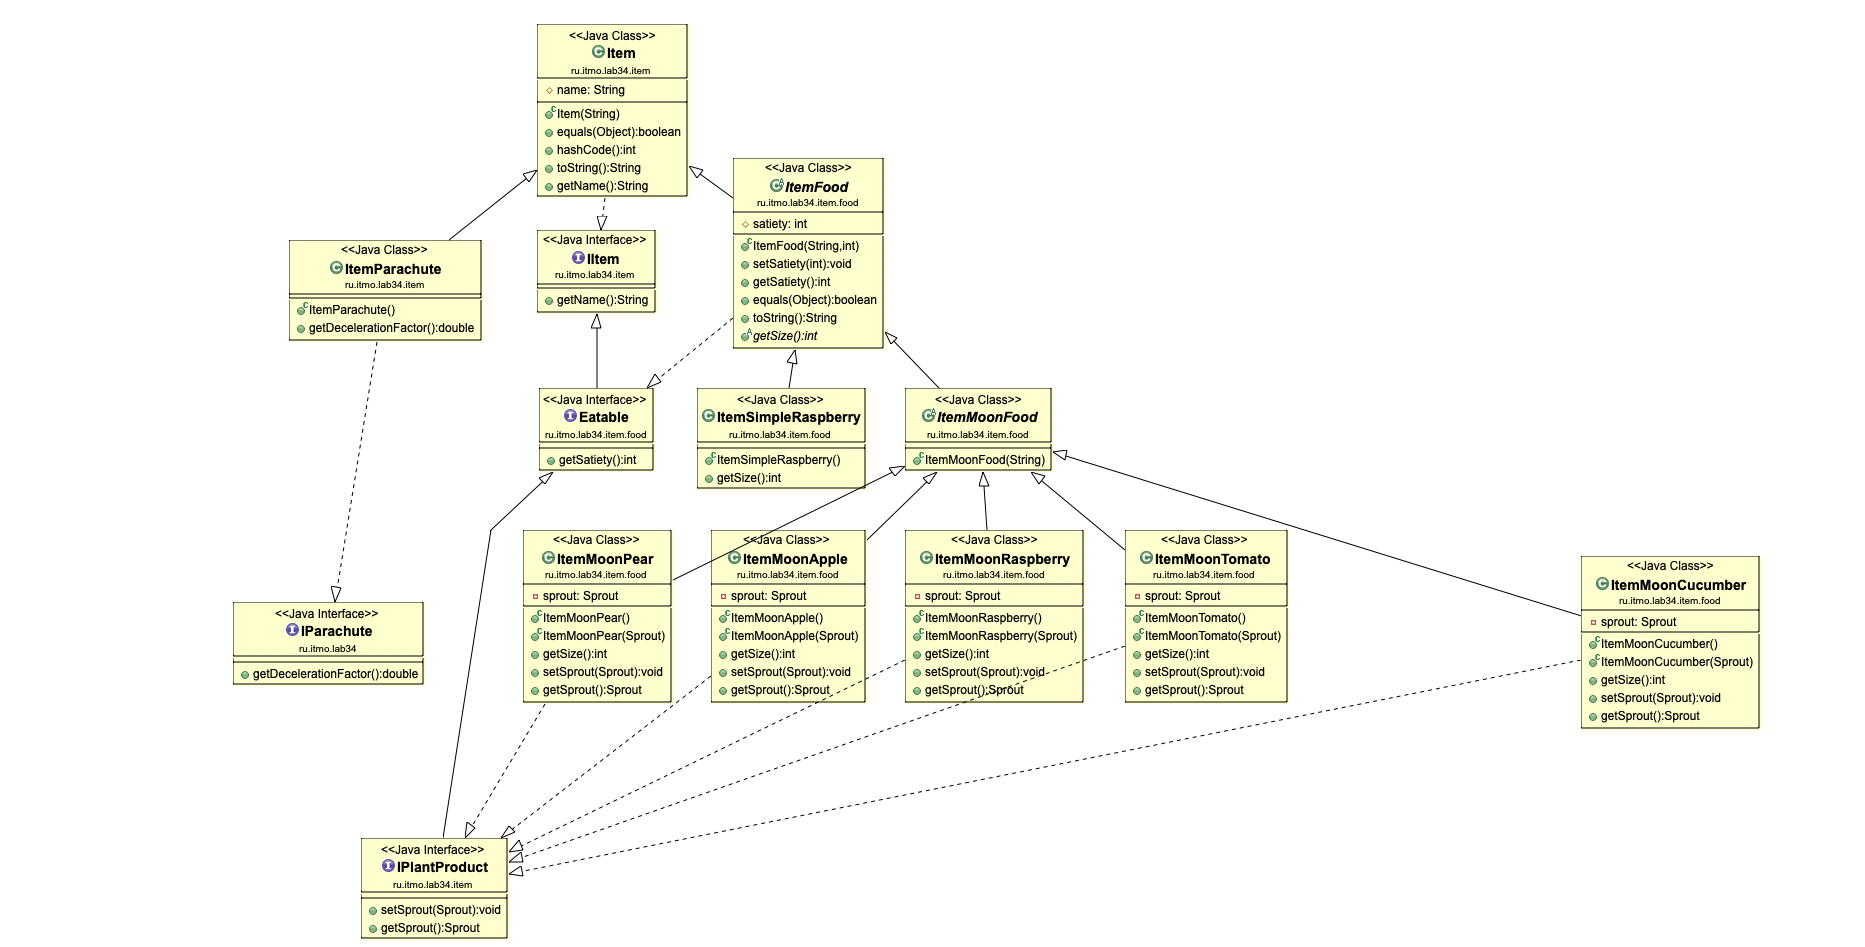 <<Java Class>>
Item
ru.itmo.lab34.item
name: String
Item(String)
equals(Object):boolean
hashCode():int
toString():String
getName():String
<<Java Class>>
ItemFood
ru.itmo.lab34.item.food
satiety: int
ItemFood(String,int)
setSatiety(int):void
getSatiety():int
equals(Object):boolean
toString():String
getSize():int
<<Java Class>>
ItemParachute
ru.itmo.lab34.item
ItemParachute()
getDecelerationFactor():double
<<Java Interface>>
IItem
ru.itmo.lab34.item
getName():String
<<Java Interface>>
Eatable
ru.itmo.lab34.item.food
getSatiety():int
<<Java Class>>
ItemSimpleRaspberry
ru.itmo.lab34.item.food
ItemSimpleRaspberry()
getSize():int
<<Java Class>>
ItemMoonFood
ru.itmo.lab34.item.food
ItemMoonFood(String)
<<Java Class>>
ItemMoonPear
ru.itmo.lab34.item.food
sprout: Sprout
ItemMoonPear()
ItemMoonPear(Sprout)
getSize():int
setSprout(Sprout):void
getSprout():Sprout
<<Java Class>>
ItemMoonApple
ru.itmo.lab34.item.food
sprout: Sprout
ItemMoonApple()
ItemMoonApple(Sprout)
getSize():int
setSprout(Sprout):void
getSprout():Sprout
<<Java Class>>
ItemMoonRaspberry
ru.itmo.lab34.item.food
sprout: Sprout
ItemMoonRaspberry()
ItemMoonRaspberry(Sprout)
getSize():int
setSprout(Sprout):void
getSprout():Sprout
<<Java Class>>
ItemMoonTomato
ru.itmo.lab34.item.food
sprout: Sprout
ItemMoonTomato()
ItemMoonTomato(Sprout)
getSize():int
setSprout(Sprout):void
getSprout():Sprout
<<Java Class>>
ItemMoonCucumber
ru.itmo.lab34.item.food
sprout: Sprout
ItemMoonCucumber()
ItemMoonCucumber(Sprout)
getSize():int
setSprout(Sprout):void
getSprout():Sprout
<<Java Interface>>
IParachute
ru.itmo.lab34
getDecelerationFactor():double
<<Java Interface>>
IPlantProduct
ru.itmo.lab34.item
setSprout(Sprout):void
getSprout():Sprout